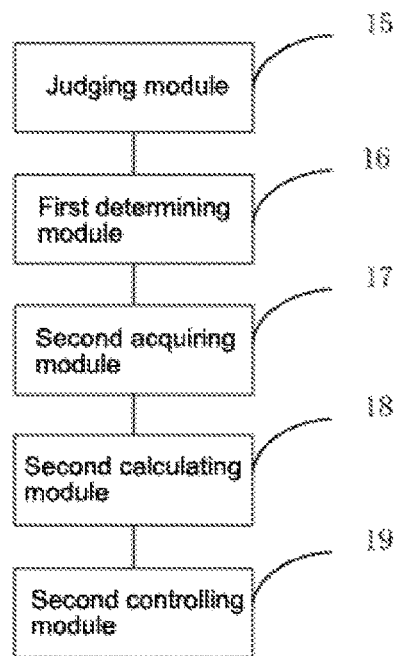 15
Judging module
16
First determining
module
17
Second acquiring
module
18
Second calculating
module
19
Second controlling
module